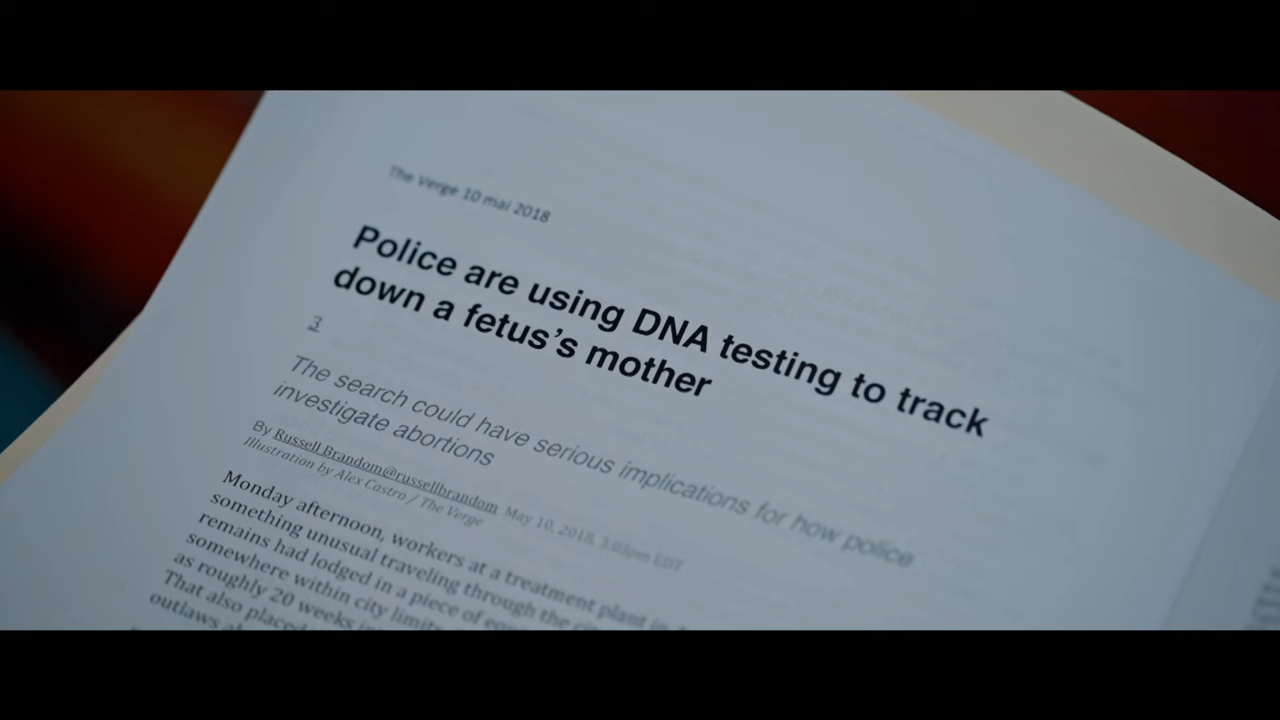 The Verge 10 mai 2018
Police are using DNA testing to track
down a fetus's mother
3
The search could have serious implications for how police
investigate abortions
By Russell Brandom@russellbrandom May 10, 2018, 3:03pm EDT
Illustration by Alex Castro / The Verge
Monday afternoon, workers at a treatment plant in
something unusual traveling through the
remains had lodged in a piece of
somewhere within city limits
as roughly 20 weeks
That also placed
outlaws